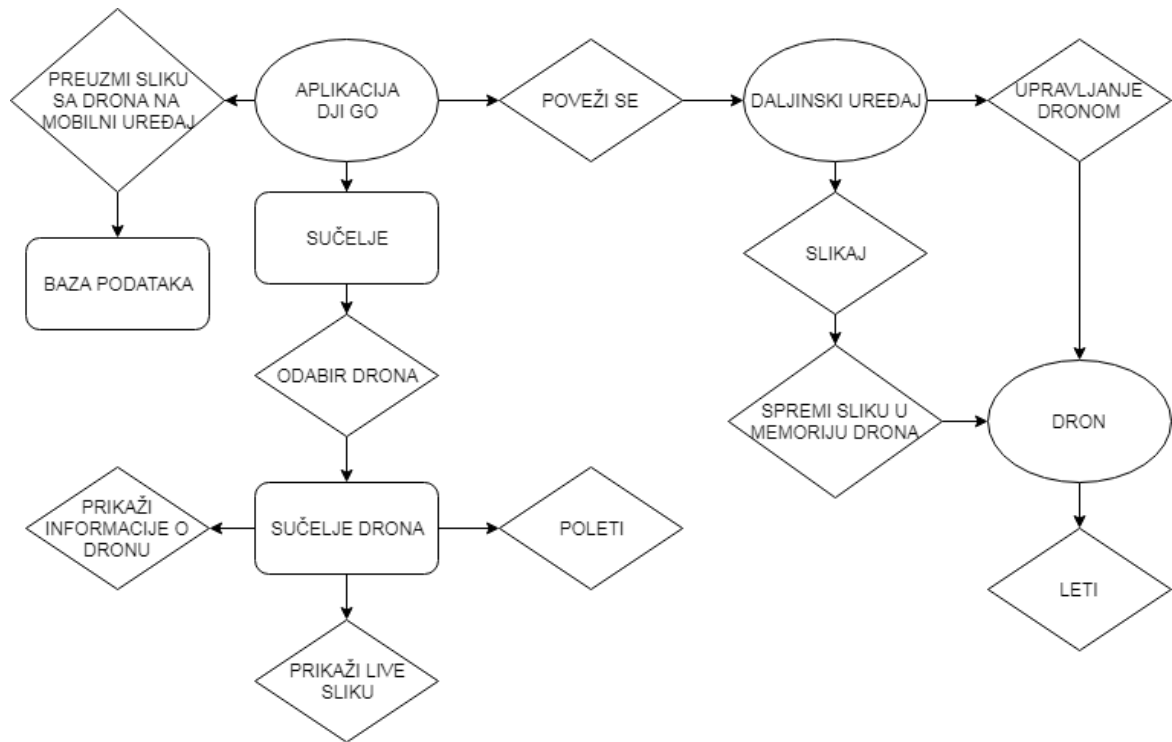 PREUZMI SLIKU
SA DRONA NA
MOBILNI UREĐAJ
APLIKACIJA
DJI GO
POVEŽI SE
DALJINSKI UREĐAJ
UPRAVLJANJE
DRONOM
SUČELJE
SLIKAJ
BAZA PODATAKA
ODABIR DRONA
SPREMI SLIKU U
MEMORIJU DRONA
DRON
PRIKAŽI
INFORMACIJE O
DRONU
SUČELJE DRONA
POLETI
LETI
PRIKAŽI LIVE
SLIKU